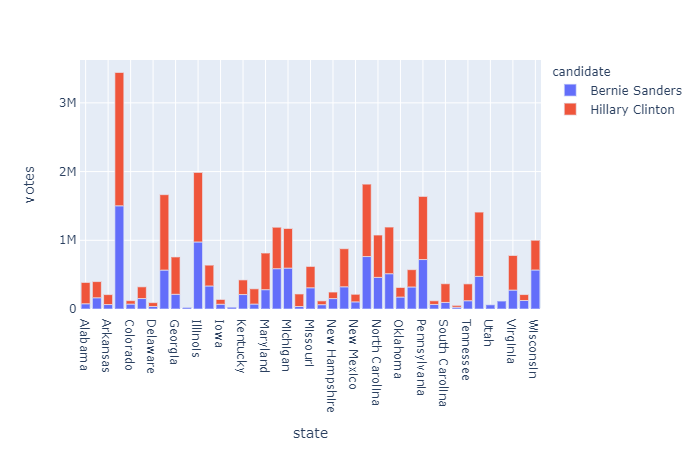 candidate
Bernie Sanders
Hillary Clinton
votes
3M
2M
1M
0
Alabama
Arkansas
Colorado
Delaware
Georgia
Illinois
Iowa
Kentucky
Maryland
Michigan
Missouri
New Hampshire
New Mexico
North Carolina
Oklahoma
Pennsylvania
South Carolina
Tennessee
Utah
Virginia
Wisconsin
state